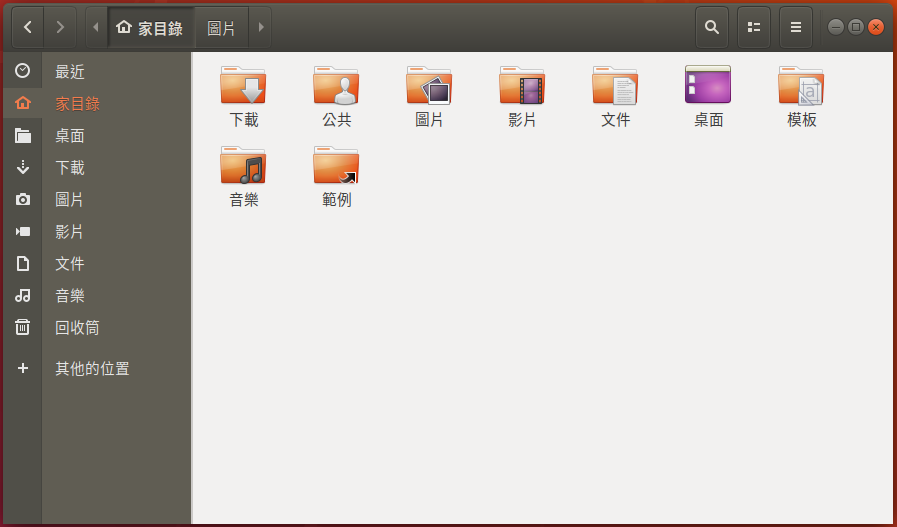 家目錄 圖片
最近
家目錄
桌面
下載
圖片
影片
文件
音樂
回收筒
其他的位置
下載 公共 圖片 影片 文件 桌面 模板
音樂 範例